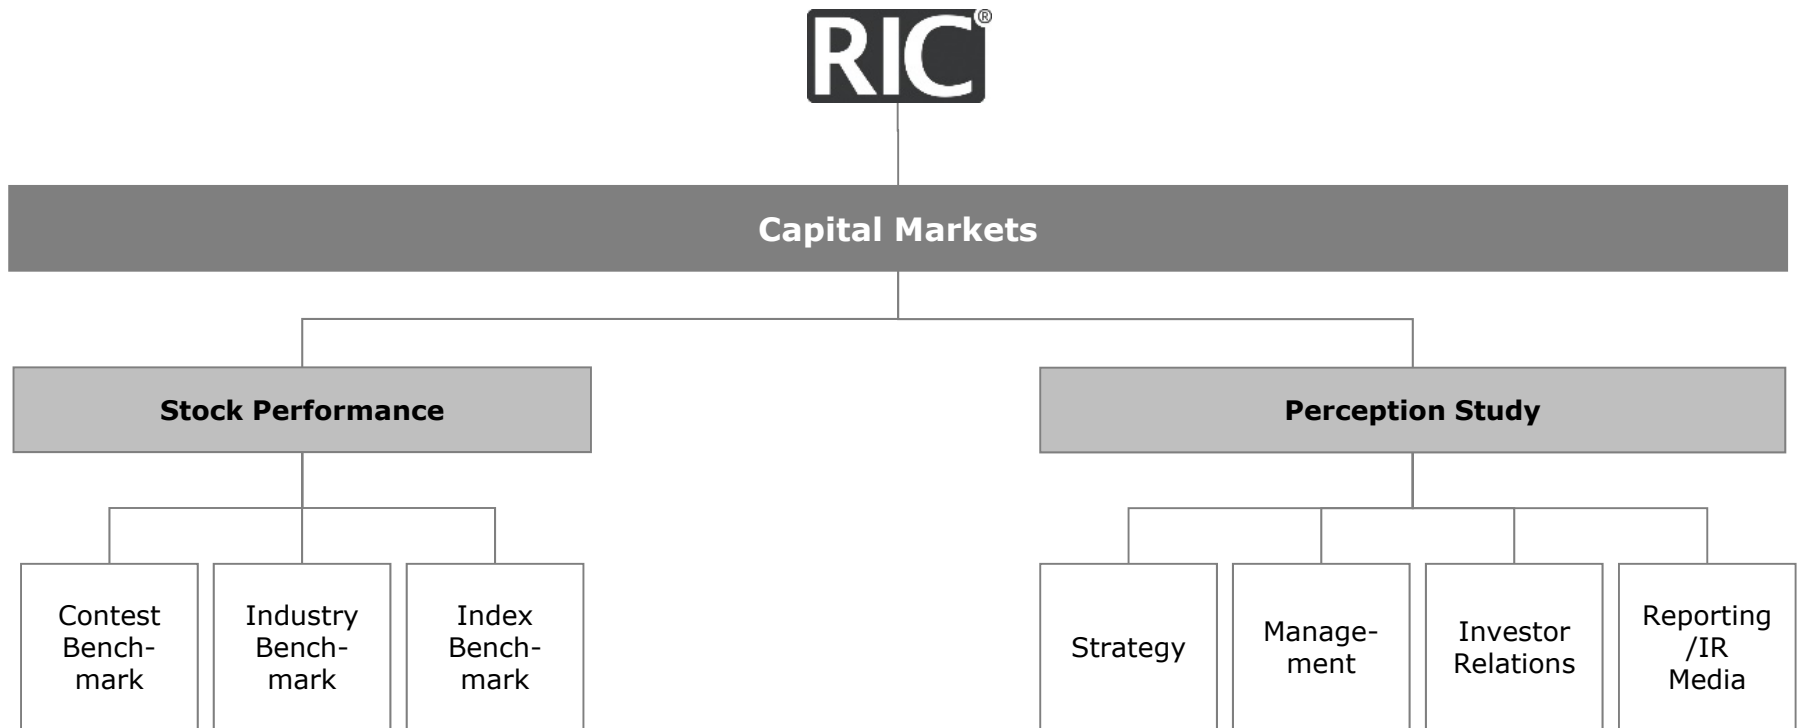 RIC®
Capital Markets
Stock Performance
Perception Study
Contest
Bench-
mark
Industry
Bench-
mark
Index
Bench-
mark
Strategy
Manage-
ment
Investor
Relations
Reporting
/IR
Media